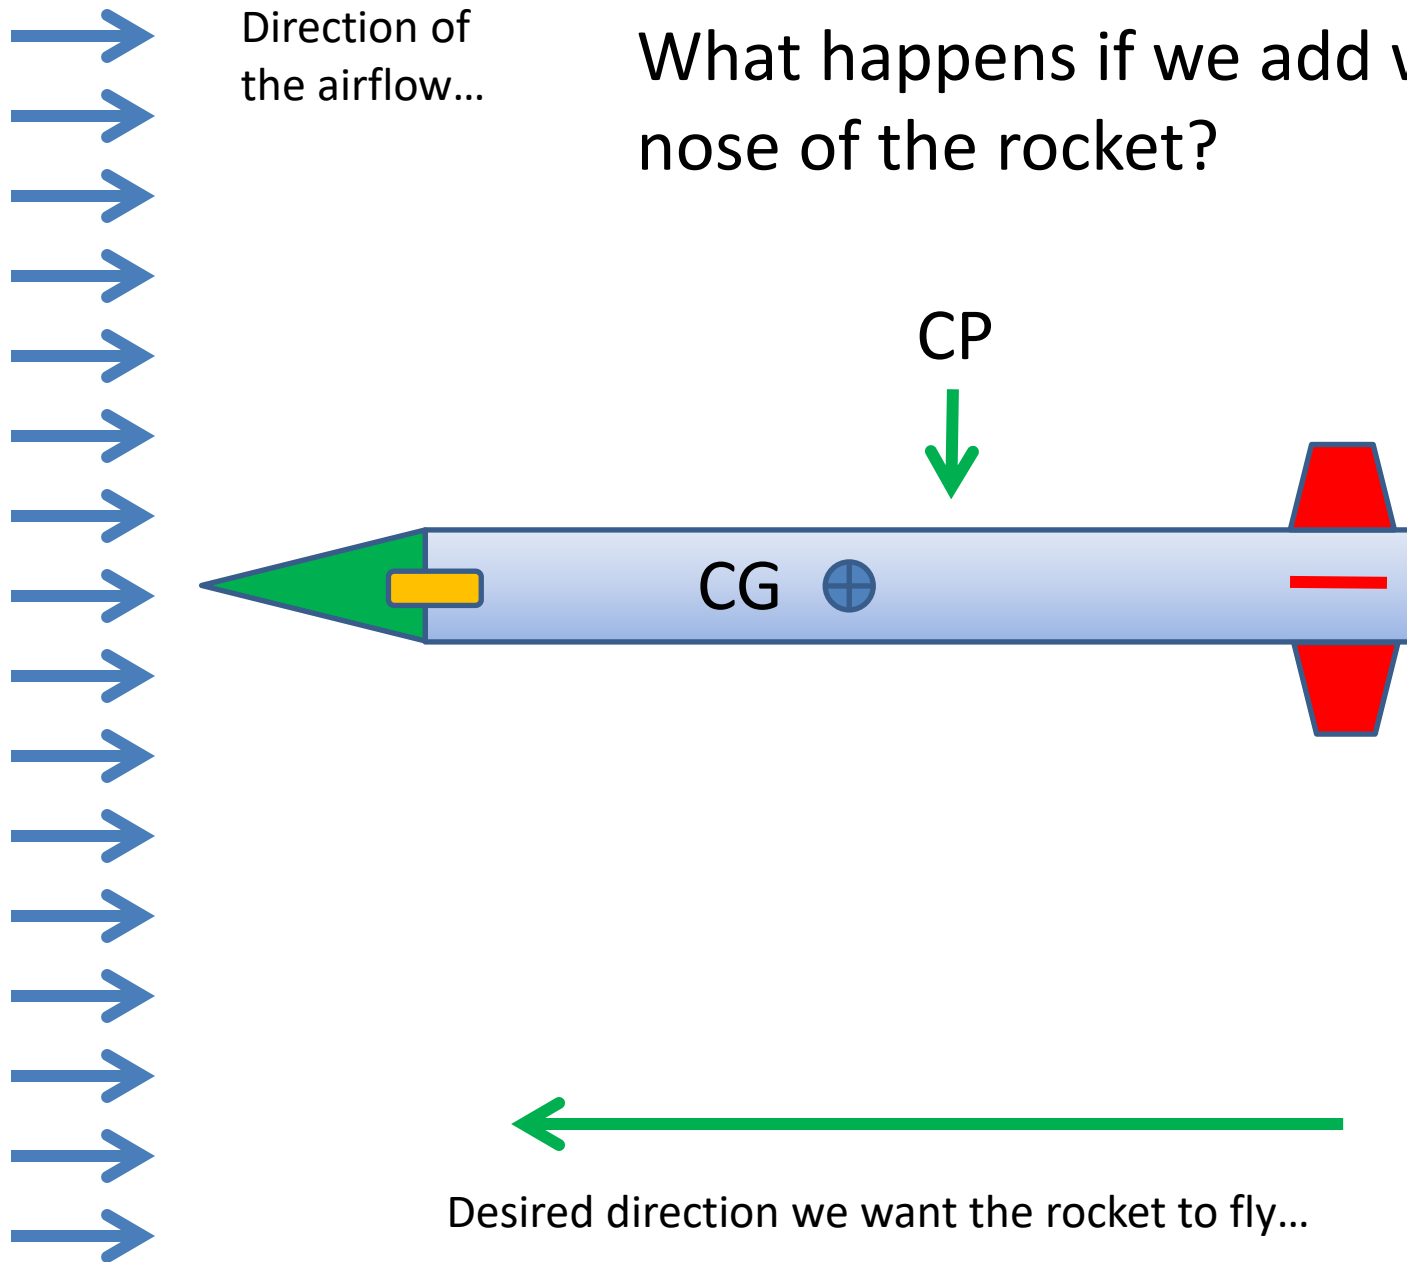 Direction of
the airflow...
What happens if we add
nose of the rocket?
CP
CG
Desired direction we want the rocket to fly...